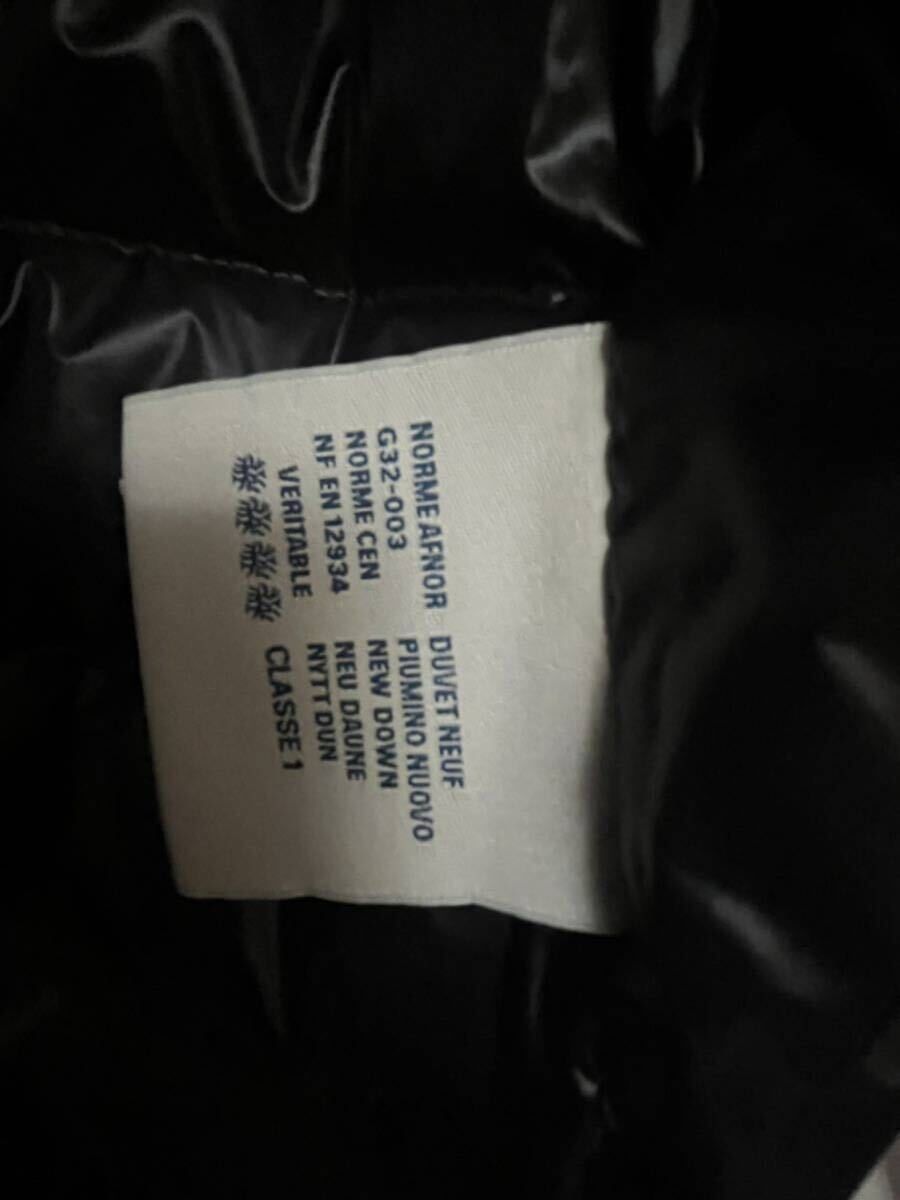 NORME AFNOR
G32-003
NORME CEN
NF EN 12934
VERITABLE
DUVET NEUF
PIUMINO NUOVO
NEW DOWN
NEU DAUNE
NYTT DUN
CLASSE 1